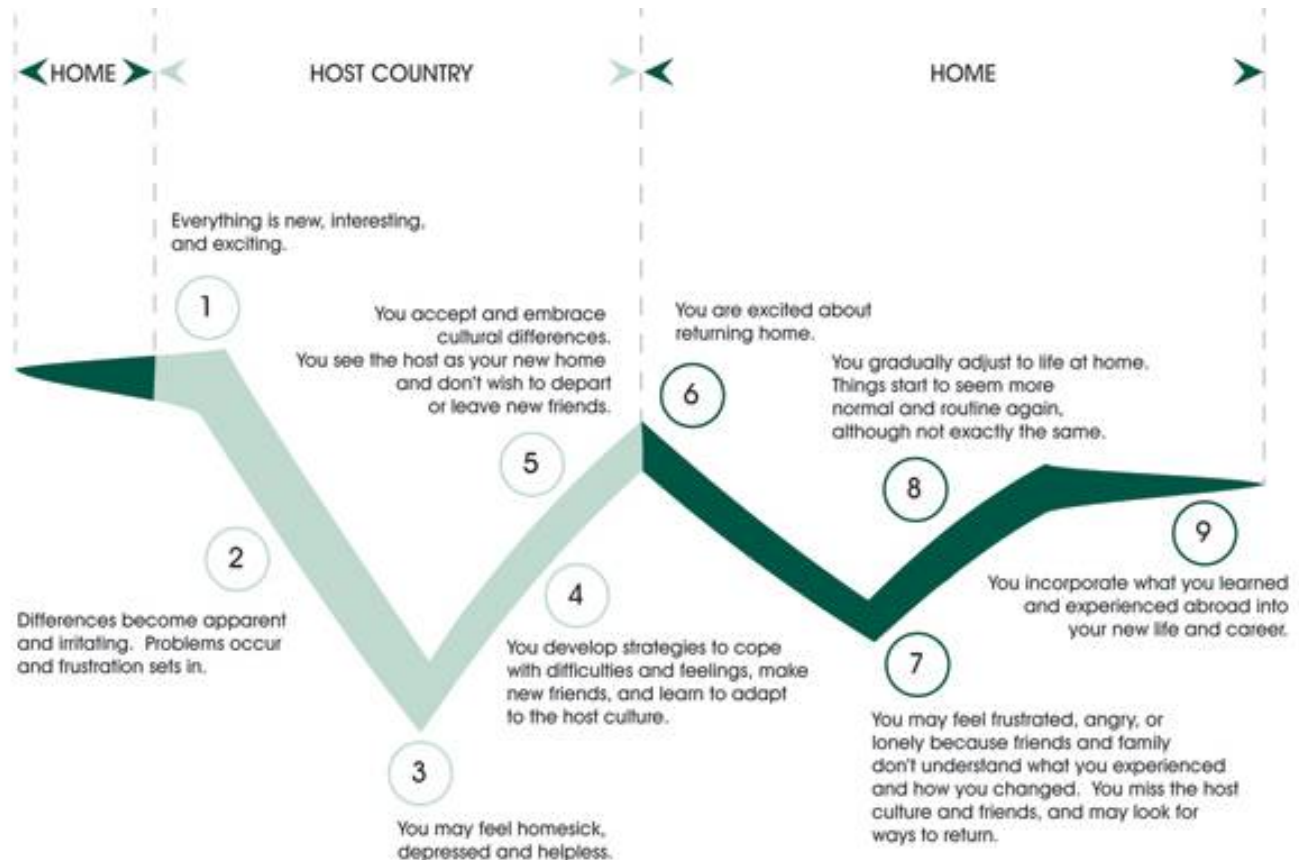 HOME
HOST COUNTRY
HOME
Everything is new, interesting,
and exciting.
1
2
Differences become apparent
and irritating. Problems occur
and frustration sets in.
3
You may feel homesick,
depressed and helpless.
4
You develop strategies to cope
with difficulties and feelings, make
new friends, and learn to adapt
to the host culture.
You accept and embrace
cultural differences.
You see the host as your new home
and don't wish to depart
or leave new friends.
5
You are excited about
returning home.
6
7
You may feel frustrated, angry, or
lonely because friends and family
don't understand what you experienced
and how you changed. You miss the host
culture and friends, and may look for
ways to return.
You gradually adjust to life at home.
Things start to seem more
normal and routine again,
although not exactly the same.
8
9
You incorporate what you learned
and experienced abroad into
your new life and career.